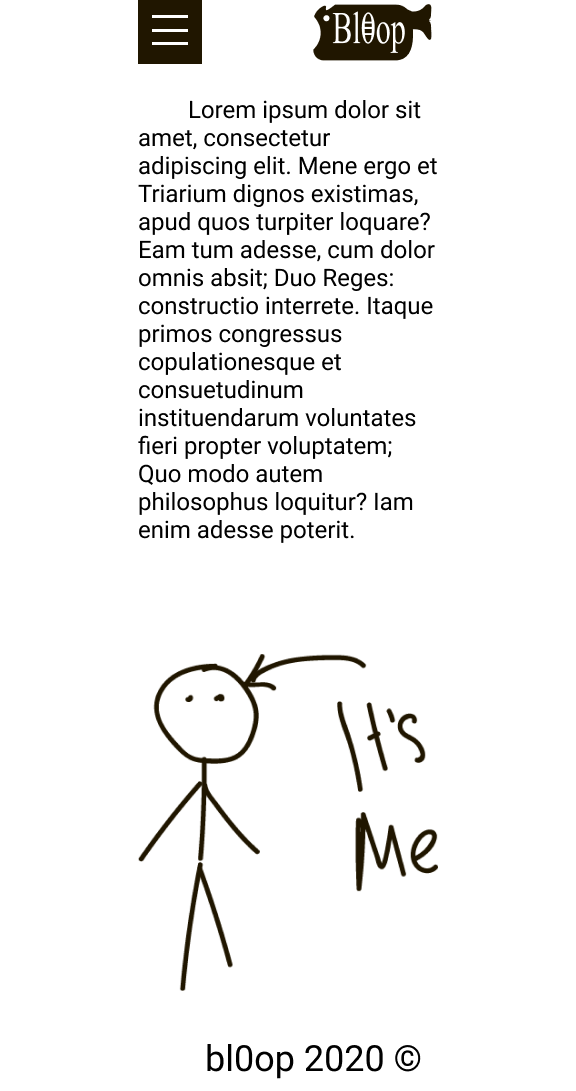 Bl0op
Lorem ipsum dolor sit
amet, consectetur
adipiscing elit. Mene ergo et
Triarium dignos existimas,
apud quos turpiter loquare?
Eam tum adesse, cum dolor
omnis absit; Duo Reges:
constructio interrete. Itaque
primos congressus
copulationesque et
consuetudinum
instituendarum voluntates
fieri propter voluptatem;
Quo modo autem
philosophus loquitur? Iam
enim adesse poterit.
It's
Me
bl0op 2020 ©